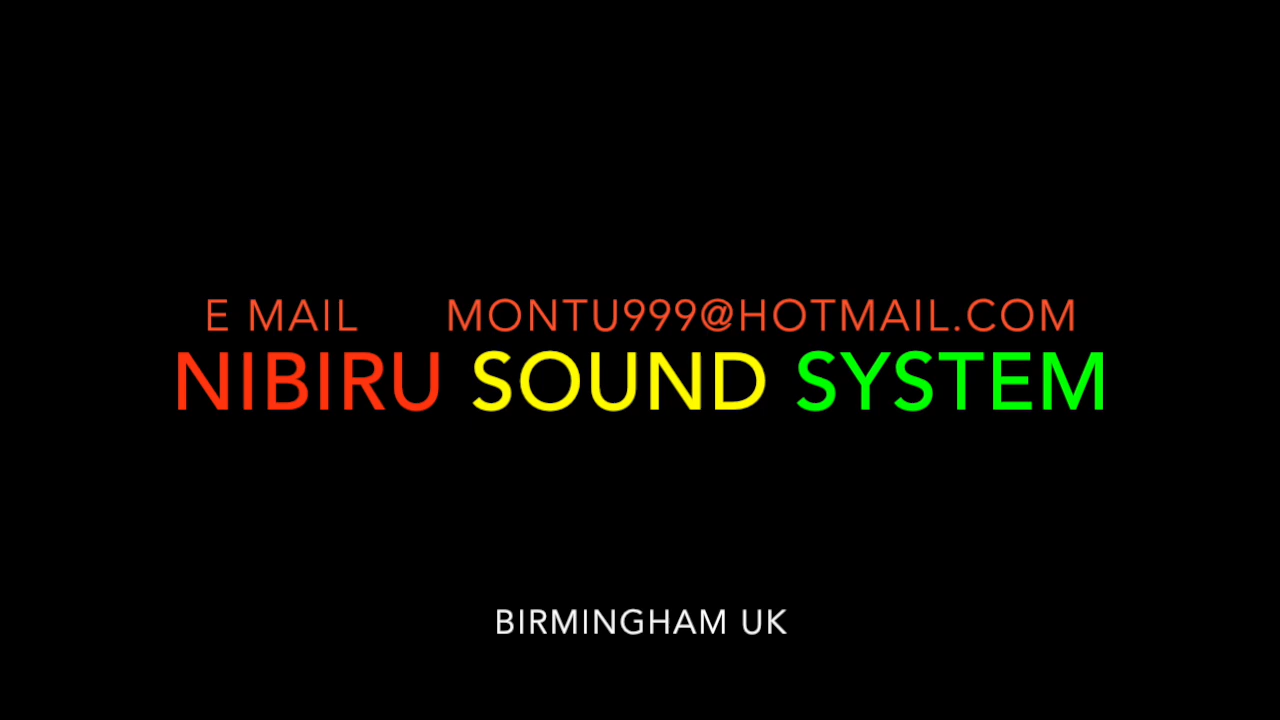 E MAIL MONTU999@HOTMAIL.COM
NIBIRU SOUND SYSTEM
BIRMINGHAM UK